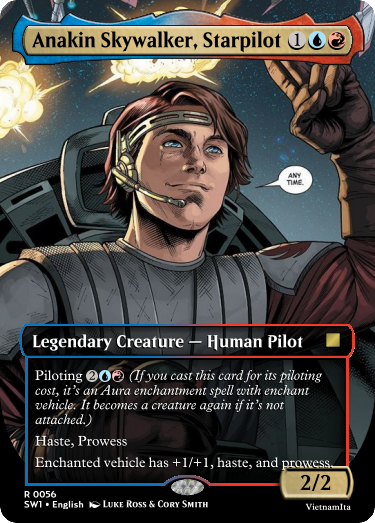 Anakin Skywalker, Starpilot 1
ANY
TIME.
Legendary Creature — Human Pilot
Piloting 2 (If you cast this card for its piloting
cost, it's an Aura enchantment spell with enchant
vehicle. It becomes a creature again if it's not
attached.)
Haste, Prowess
Enchanted vehicle has +1/+1, haste, and prowess.
2/2
R 0056
SW1 • English Luke Ross & Cory Smith
VietnamIta